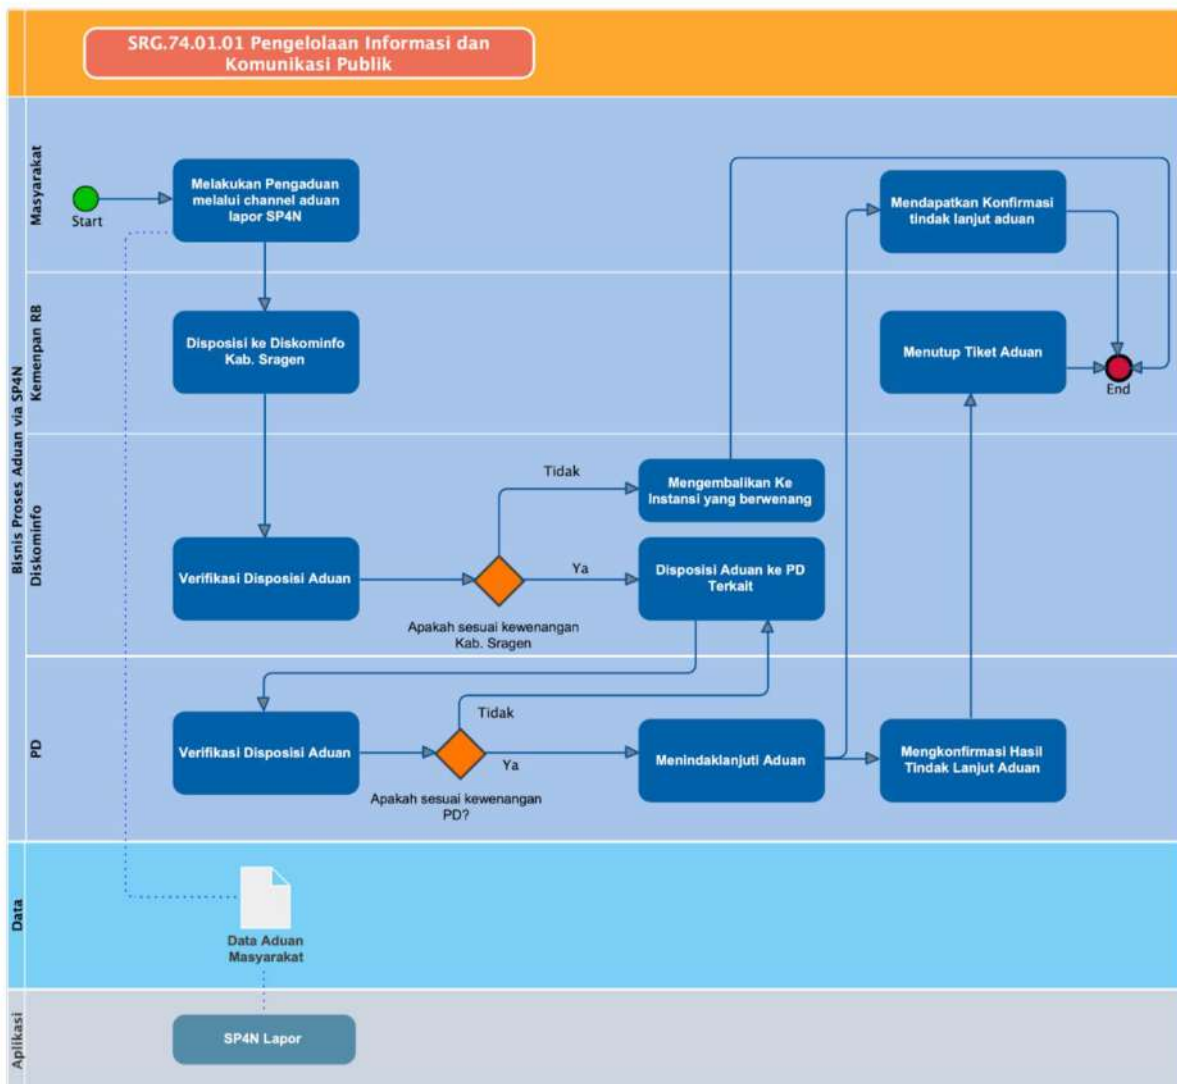 SRG.74.01.01 Pengelolaan Informasi dan
Komunikasi Publik
Bisnis Proses Aduan via SP4N
Masyarakat
Start
Melakukan Pengaduan
melalui channel aduan
lapor SP4N
Mendapatkan Konfirmasi
tindak lanjut aduan
Kemenpan RB
Disposisi ke Diskominfo
Kab. Sragen
Menutup Tiket Aduan
End
Diskominfo
Tidak
Mengembalikan Ke
Instansi yang berwenang
Verifikasi Disposisi Aduan
Ya
Disposisi Aduan ke PD
Terkait
Apakah sesuai kewenangan
Kab. Sragen
PD
Tidak
Verifikasi Disposisi Aduan
Ya
Menindaklanjuti Aduan
Mengkonfirmasi Hasil
Tindak Lanjut Aduan
Apakah sesuai kewenangan
PD?
Data
Data Aduan
Masyarakat
Aplikasi
SP4N Lapor